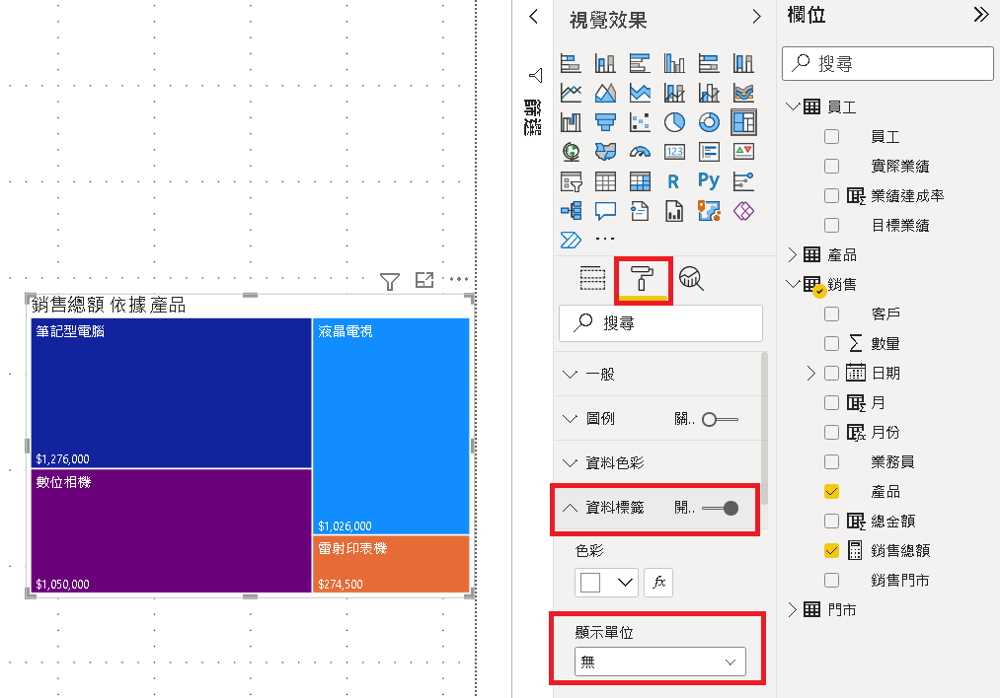 銷售總額 依據 產品
筆記型電腦
$1,276,000
數位相機
$1,050,000
液晶電視
$1,026,000
雷射印表機
$274,500
篩選
視覺效果
123
R
Py
搜尋
一般
圖例 關..
資料色彩
資料標籤 開..
色彩
fx
顯示單位
無
欄位
搜尋
員工
員工
實際業績
業績達成率
目標業績
產品
銷售
客戶
數量
日期
月
月份
業務員
產品
總金額
銷售總額
銷售門市
門市